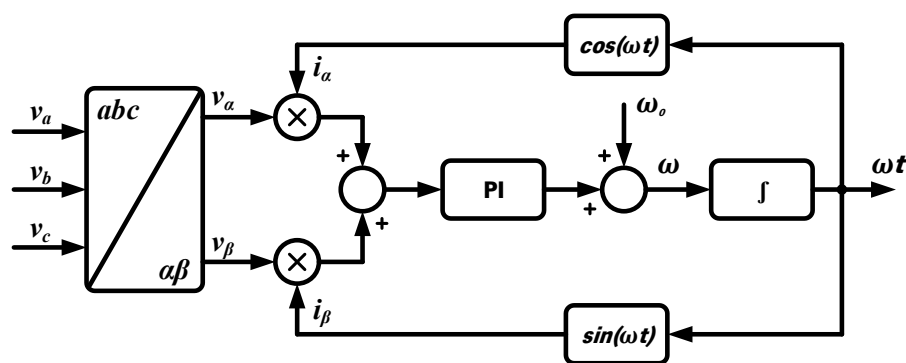 cos(ωt)
i_α
abc
v_a
v_α
×
ω_o
+
+
ω
ωt
v_b
PI
∫
+
+
v_c
v_β
×
αβ
i_β
sin(ωt)